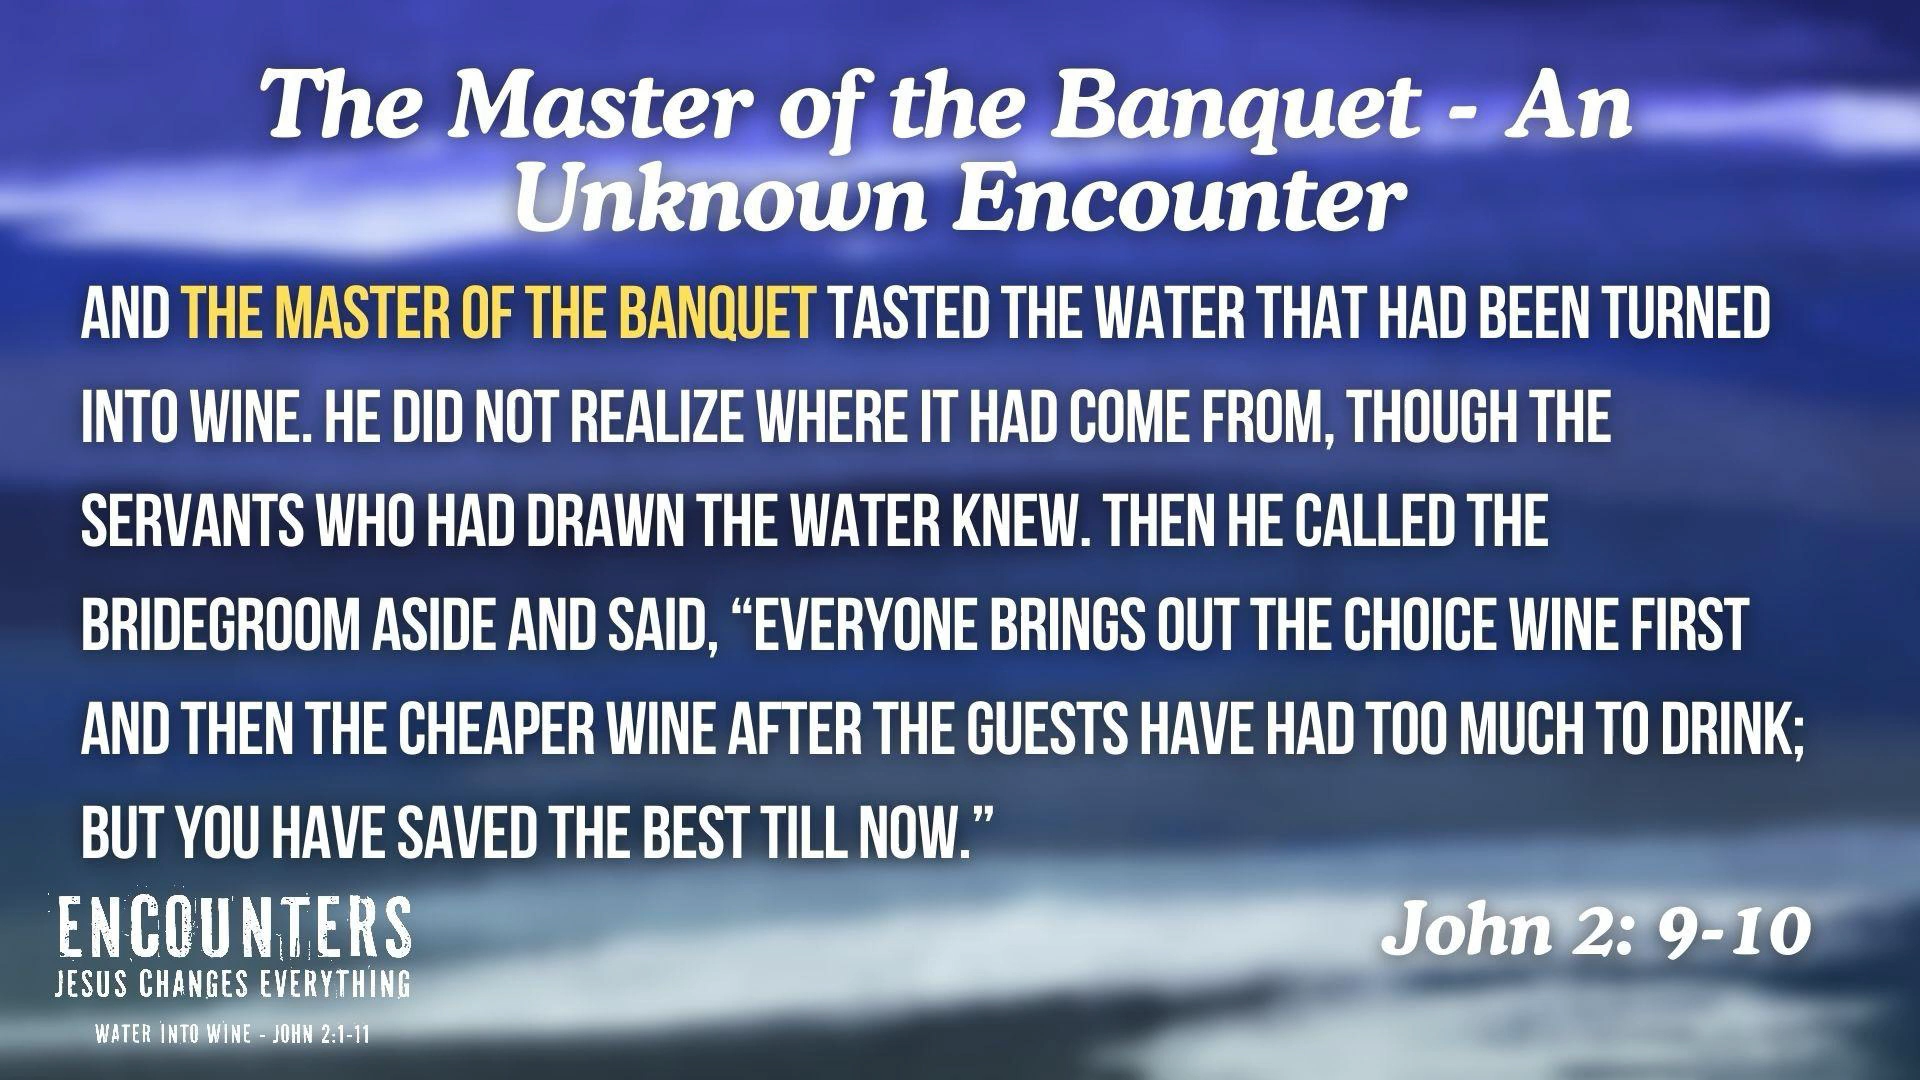 The Master of the Banquet - An
Unknown Encounter
AND THE MASTER OF THE BANQUET TASTED THE WATER THAT HAD BEEN TURNED
INTO WINE. HE DID NOT REALIZE WHERE IT HAD COME FROM, THOUGH THE
SERVANTS WHO HAD DRAWN THE WATER KNEW. THEN HE CALLED THE
BRIDEGROOM ASIDE AND SAID, “EVERYONE BRINGS OUT THE CHOICE WINE FIRST
AND THEN THE CHEAPER WINE AFTER THE GUESTS HAVE HAD TOO MUCH TO DRINK;
BUT YOU HAVE SAVED THE BEST TILL NOW.”
John 2: 9-10
ENCOUNTERS
JESUS CHANGES EVERYTHING
WATER INTO WINE - JOHN 2:1-11